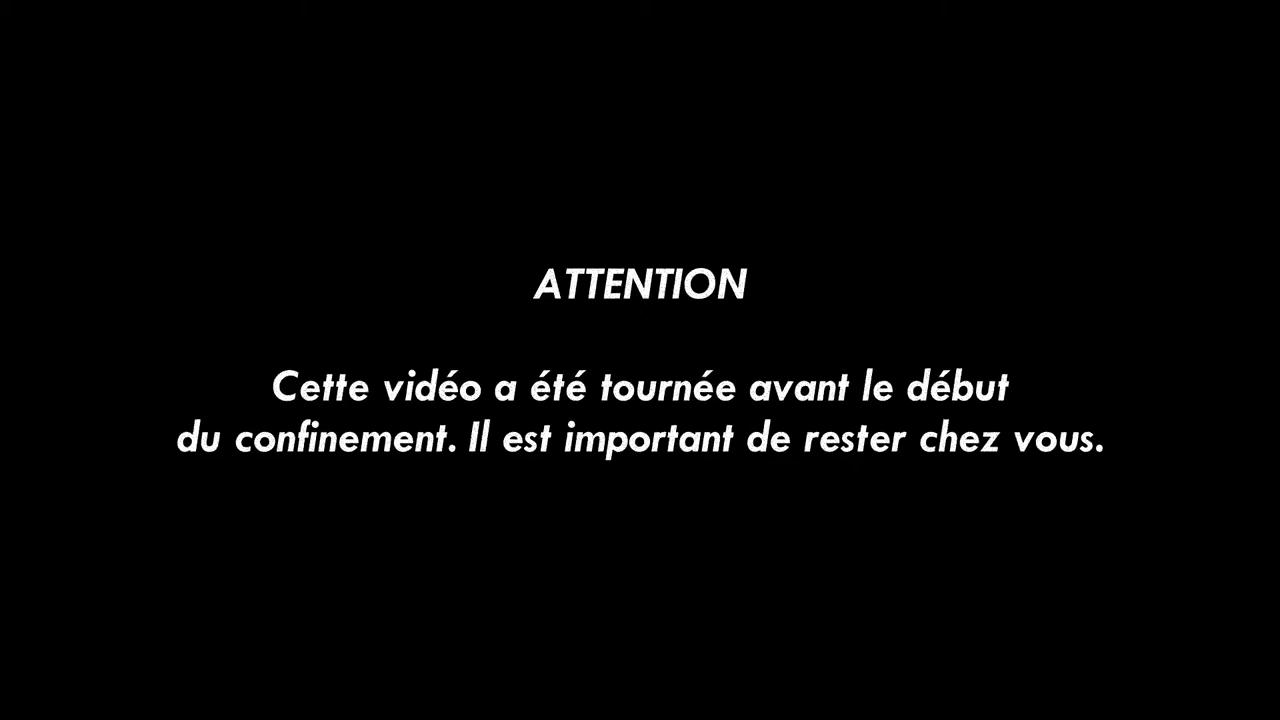 ATTENTION
Cette vidéo a été tournée avant le début
du confinement. Il est important de rester chez vous.